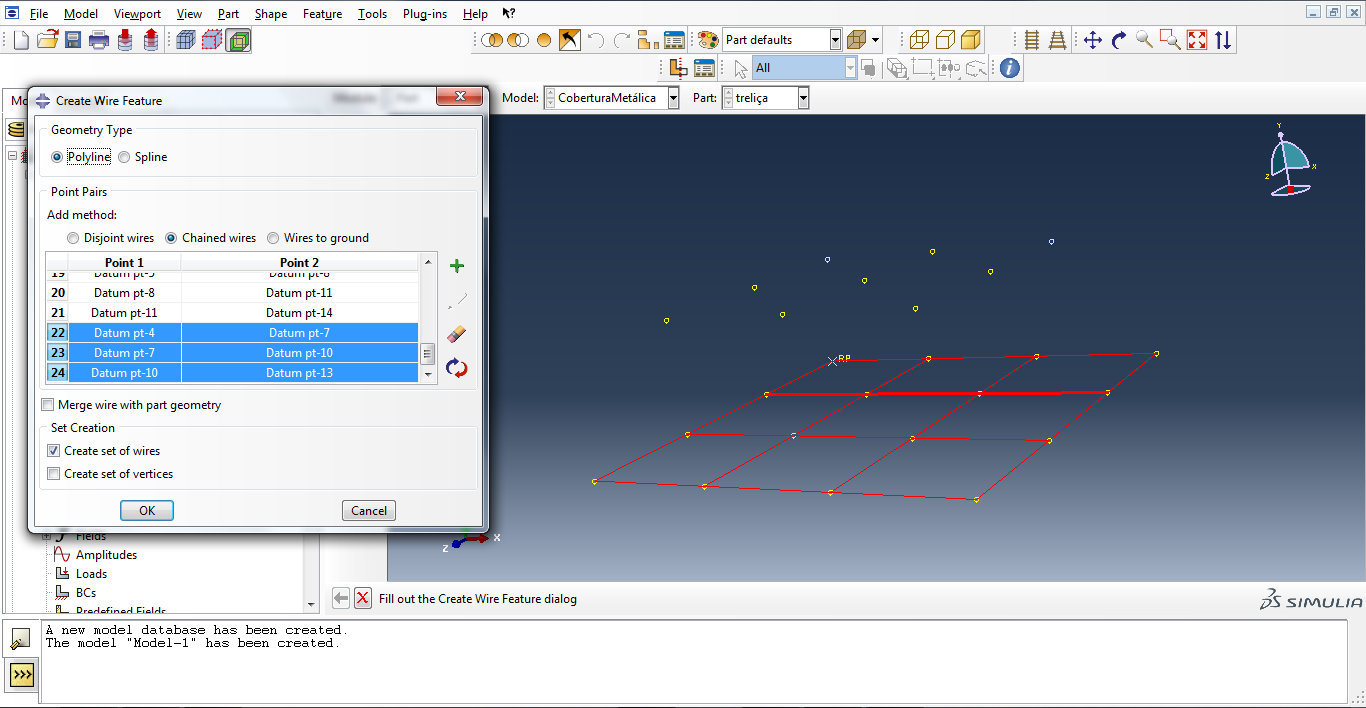 File Model Viewport View Part Shape Feature Tools Plug-ins Help
Part defaults
All
Create Wire Feature
Model: CoberturaMetálica Part: treliça
Geometry Type
Polyline Spline
Point Pairs
Add method:
Disjoint wires Chained wires Wires to ground
Point 1 Point 2
19 Datum pt-5 Datum pt-8
20 Datum pt-8 Datum pt-11
21 Datum pt-11 Datum pt-14
22 Datum pt-4 Datum pt-7
23 Datum pt-7 Datum pt-10
24 Datum pt-10 Datum pt-13
Merge wire with part geometry
Set Creation
Create set of wires
Create set of vertices
OK Cancel
Y
X
Z
RP
X
Z
Fields
Amplitudes
Loads
BCs
Predefined Fields
Fill out the Create Wire Feature dialog
SIMULIA
A new model database has been created.
The model "Model-1" has been created.
>>>